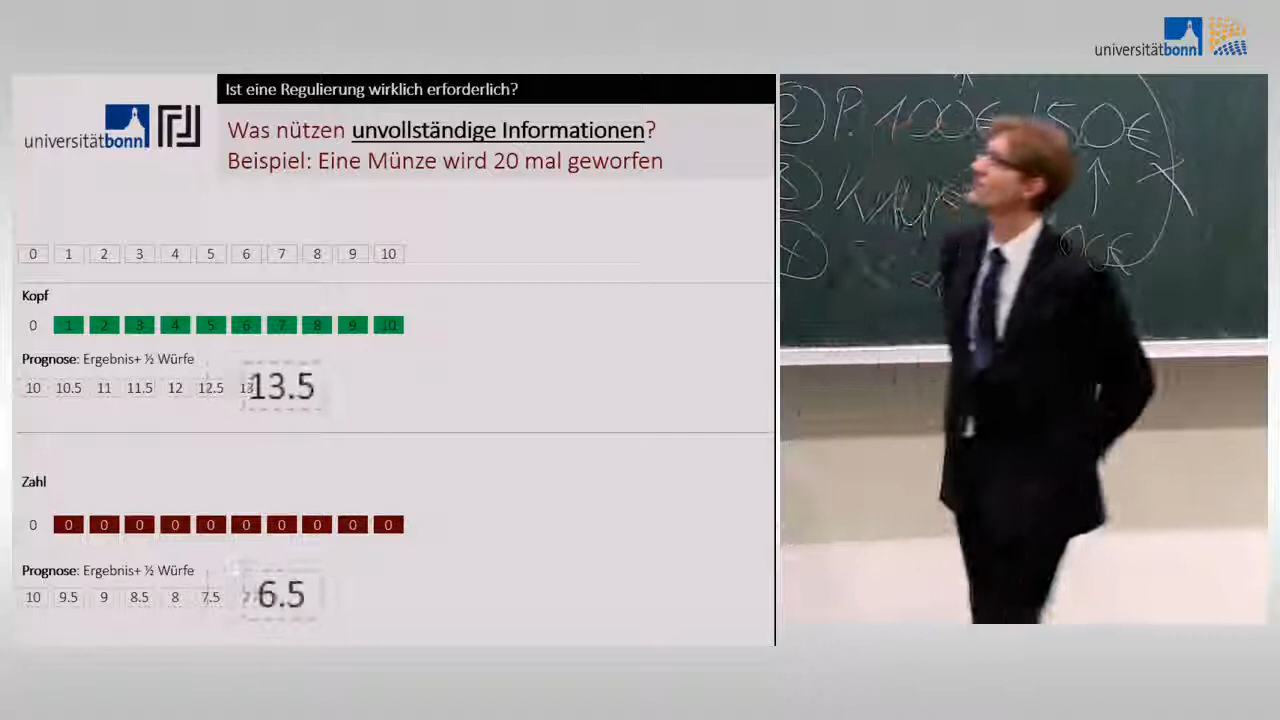 universitätbonn
Ist eine Regulierung wirklich erforderlich?
universitätbonn
Was nützen unvollständige Informationen?
Beispiel: Eine Münze wird 20 mal geworfen
0 1 2 3 4 5 6 7 8 9 10
Kopf
0 1 2 3 4 5 6 7 8 9 10
Prognose: Ergebnis+ ½ Würfe
10 10.5 11 11.5 12 12.5 13 13.5
Zahl
0 0 0 0 0 0 0 0 0 0 0
Prognose: Ergebnis+ ½ Würfe
10 9.5 9 8.5 8 7.5 6.5
② P. 100€ 150€